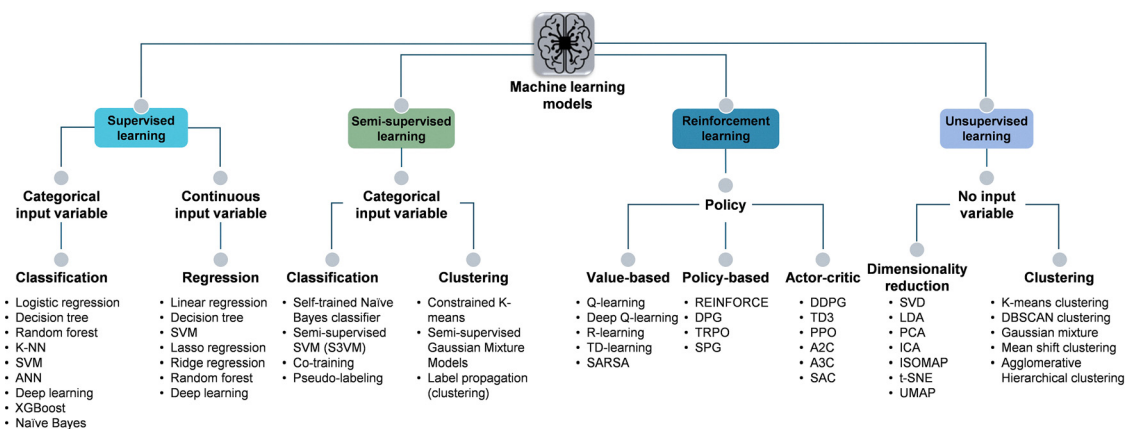 Machine learning
models
Supervised
learning
Semi-supervised
learning
Reinforcement
learning
Unsupervised
learning
Categorical
input variable
Continuous
input variable
Categorical
input variable
Policy
No input
variable
Classification
• Logistic regression
• Decision tree
• Random forest
• K-NN
• SVM
• ANN
• Deep learning
• XGBoost
• Naïve Bayes
Regression
• Linear regression
• Decision tree
• SVM
• Lasso regression
• Ridge regression
• Random forest
• Deep learning
Classification
• Self-trained Naïve
Bayes classifier
• Semi-supervised
SVM (S3VM)
• Co-training
• Pseudo-labeling
Clustering
• Constrained K-
means
• Semi-supervised
Gaussian Mixture
Models
• Label propagation
(clustering)
Value-based
• Q-learning
• Deep Q-learning
• R-learning
• TD-learning
• SARSA
Policy-based
• REINFORCE
• DPG
• TRPO
• SPG
Actor-critic
• DDPG
• TD3
• PPO
• A2C
• A3C
• SAC
Dimensionality
reduction
• SVD
• LDA
• PCA
• ICA
• ISOMAP
• t-SNE
• UMAP
Clustering
• K-means clustering
• DBSCAN clustering
• Gaussian mixture
• Mean shift clustering
• Agglomerative
Hierarchical clustering